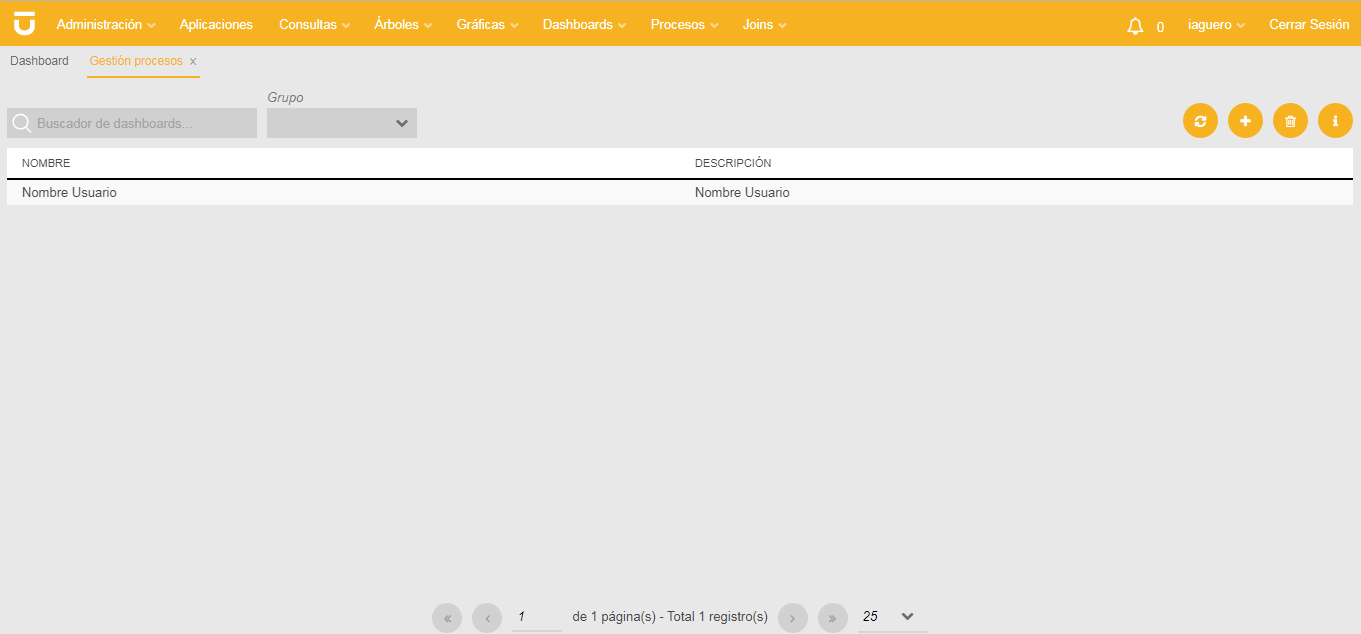 Administración Aplicaciones Consultas Árboles Gráficas Dashboards Procesos Joins 0 iaguero Cerrar Sesión
Dashboard Gestión procesos x
Grupo
Buscador de dashboards...
NOMBRE DESCRIPCIÓN
Nombre Usuario Nombre Usuario
« ‹ 1 de 1 página(s) - Total 1 registro(s) › » 25